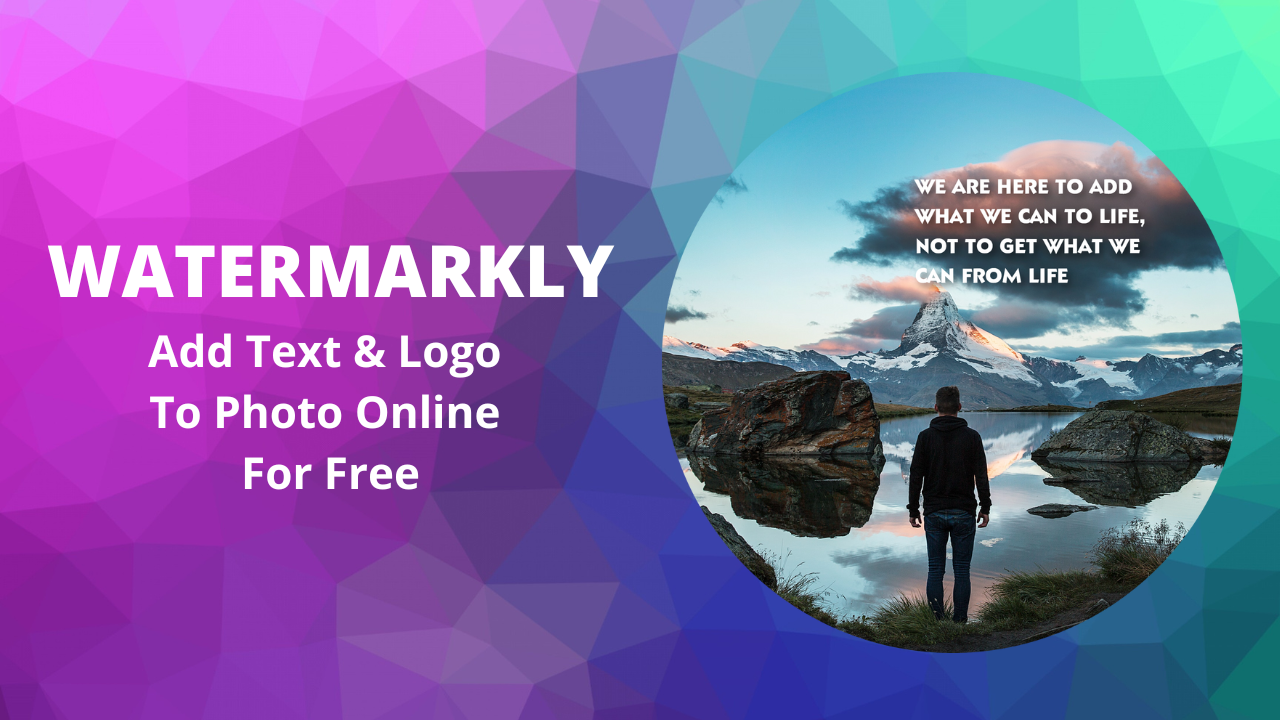 WATERMARKLY
Add Text & Logo
To Photo Online
For Free
WE ARE HERE TO ADD
WHAT WE CAN TO LIFE,
NOT TO GET WHAT WE
CAN FROM LIFE